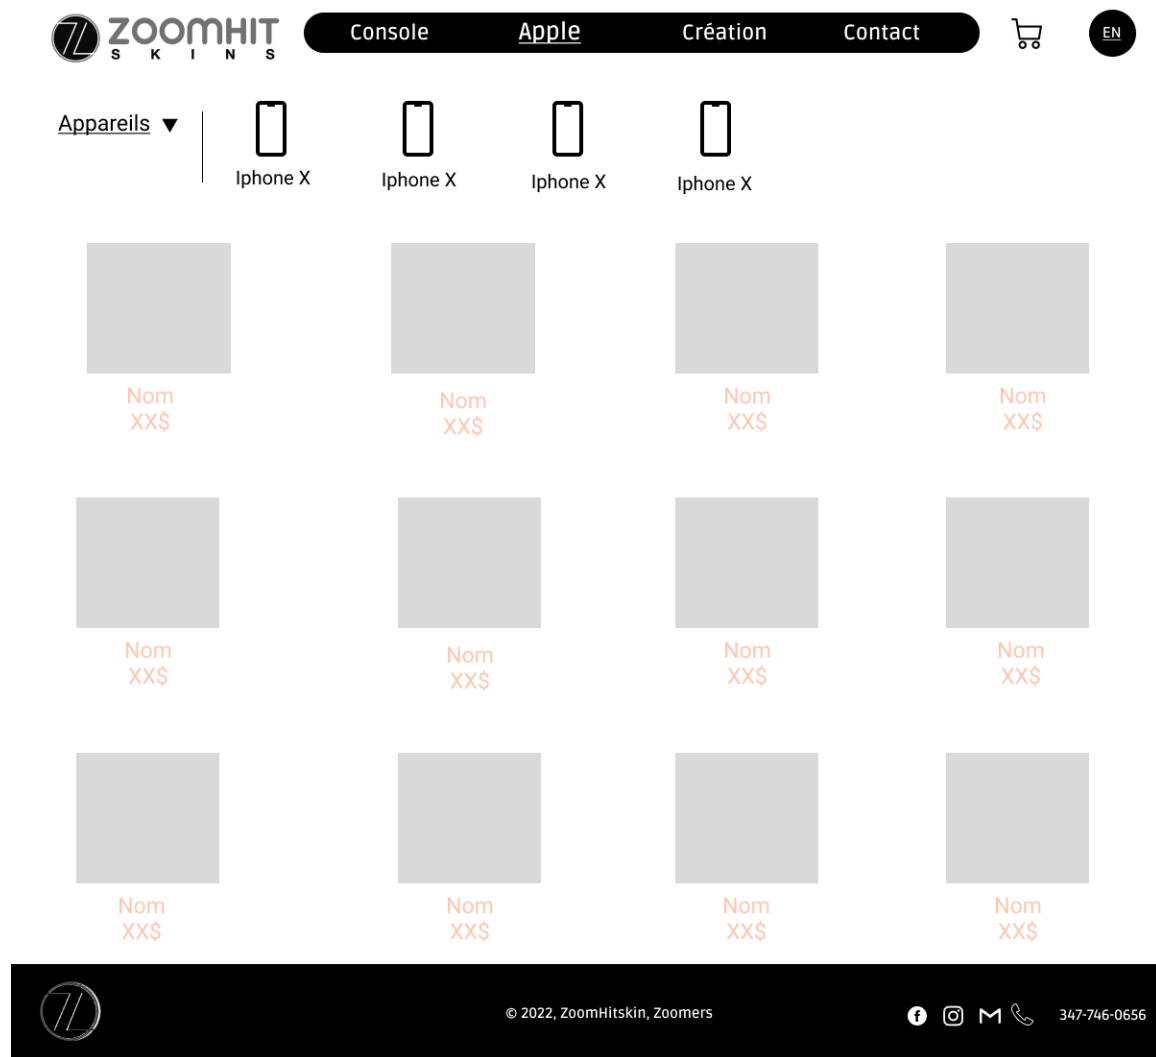 ZOOMHIT
SKINS
Console Apple Création Contact
EN
Appareils
Iphone X Iphone X Iphone X Iphone X
Nom Nom Nom Nom
XX$ XX$ XX$ XX$
Nom Nom Nom Nom
XX$ XX$ XX$ XX$
Nom Nom Nom Nom
XX$ XX$ XX$ XX$
© 2022, ZoomHitskin, Zoomers
347-746-0656